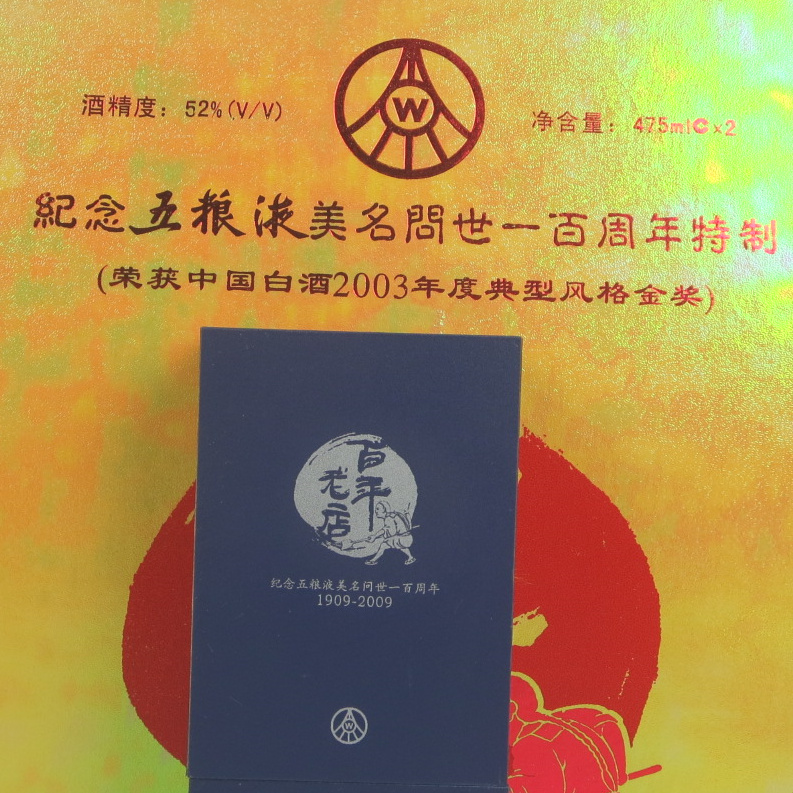 酒精度：52%(V/V)
W
净含量：475mlC×2
紀念五粮液美名問世一百周年特制
(荣获中国白酒2003年度典型风格金奖)
百年
老店
纪念五粮液美名问世一百周年
1909-2009
W